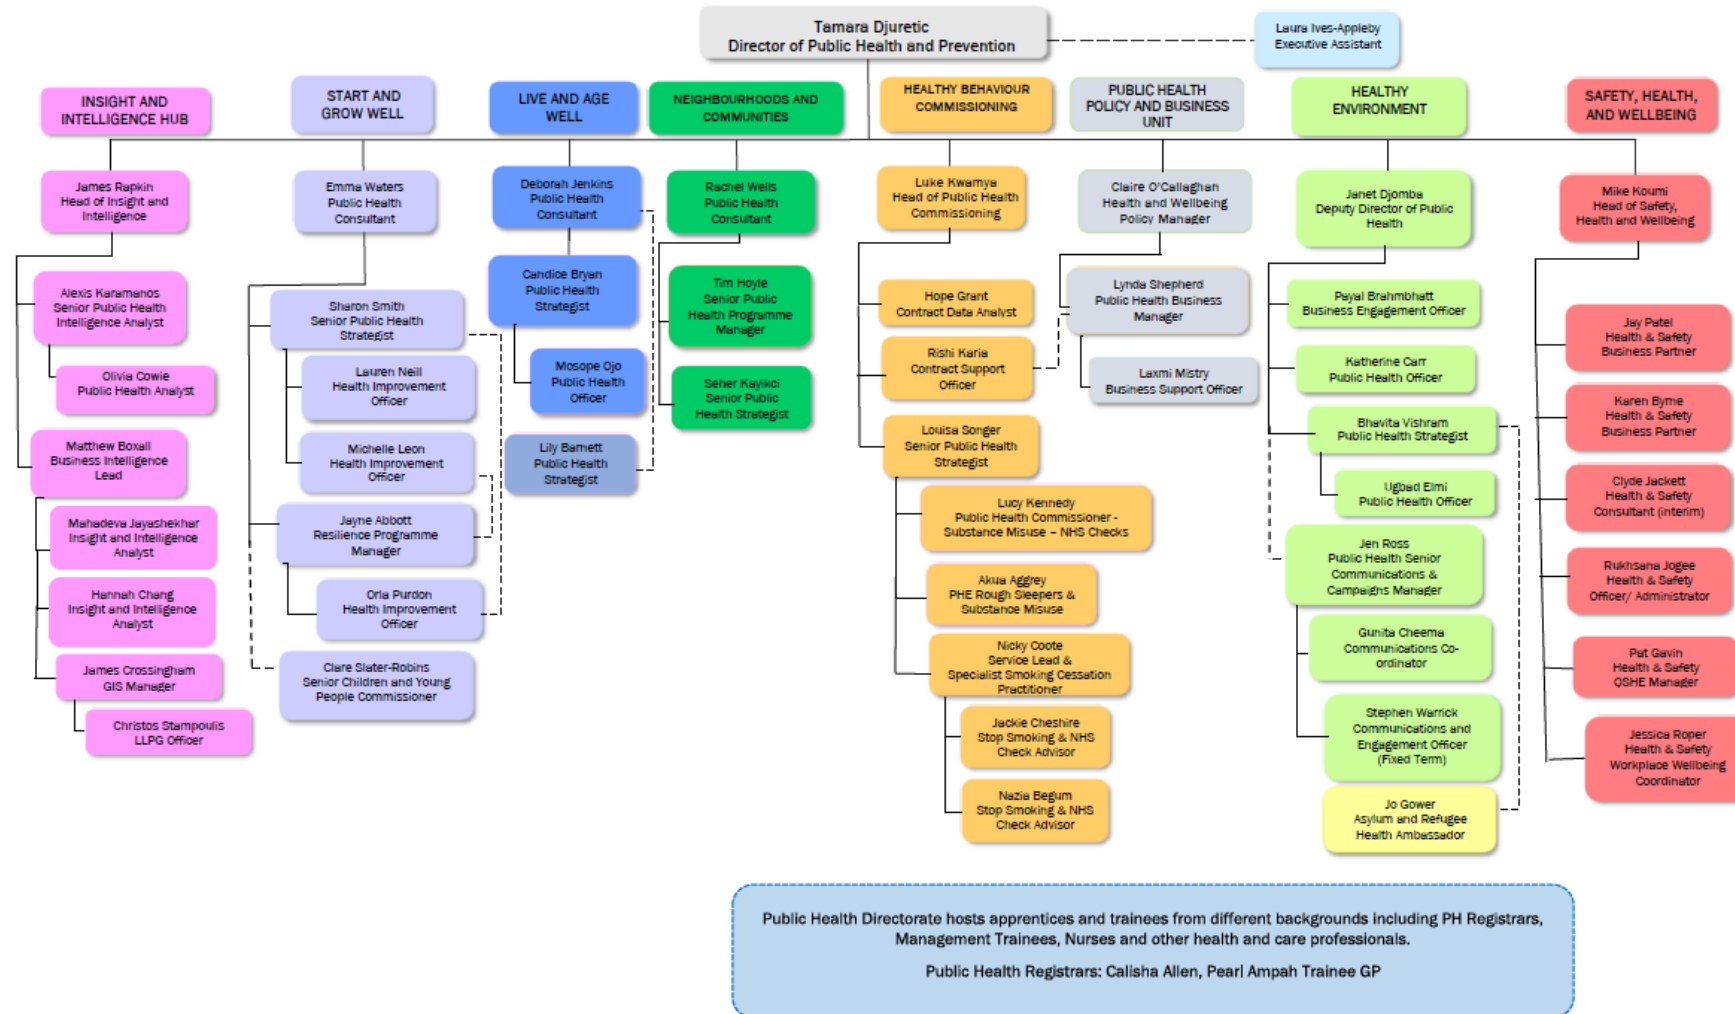 Tamara Djuretic
Director of Public Health and Prevention
Laura Ives-Appleby
Executive Assistant
INSIGHT AND
INTELLIGENCE HUB
START AND
GROW WELL
LIVE AND AGE
WELL
NEIGHBOURHOODS AND
COMMUNITIES
HEALTHY BEHAVIOUR
COMMISSIONING
PUBLIC HEALTH
POLICY AND BUSINESS
UNIT
HEALTHY
ENVIRONMENT
SAFETY, HEALTH,
AND WELLBEING
James Rapkin
Head of Insight and
Intelligence
Alexis Karamanos
Senior Public Health
Intelligence Analyst
Olivia Cowie
Public Health Analyst
Matthew Boxall
Business Intelligence
Lead
Mahadeva Jayashekhar
Insight and Intelligence
Analyst
Hannah Chang
Insight and Intelligence
Analyst
James Crossingham
GIS Manager
Christos Stampoulis
LLPG Officer
Emma Waters
Public Health
Consultant
Sharon Smith
Senior Public Health
Strategist
Lauren Neill
Health Improvement
Officer
Michelle Leon
Health Improvement
Officer
Jayne Abbott
Resilience Programme
Manager
Orla Purdon
Health Improvement
Officer
Clare Slater-Robins
Senior Children and Young
People Commissioner
Deborah Jenkins
Public Health
Consultant
Candice Bryan
Public Health
Strategist
Mosope Ojo
Public Health
Officer
Lily Barnett
Public Health
Strategist
Rachel Wells
Public Health
Consultant
Tim Hoyle
Senior Public
Health Programme
Manager
Seher Kayikci
Senior Public
Health Strategist
Luke Kwamya
Head of Public Health
Commissioning
Hope Grant
Contract Data Analyst
Rishi Karia
Contract Support
Officer
Louisa Songer
Senior Public Health
Strategist
Lucy Kennedy
Public Health Commissioner -
Substance Misuse – NHS Checks
Akua Aggrey
PHE Rough Sleepers &
Substance Misuse
Nicky Coote
Service Lead &
Specialist Smoking Cessation
Practitioner
Jackie Cheshire
Stop Smoking & NHS
Check Advisor
Nazia Begum
Stop Smoking & NHS
Check Advisor
Claire O'Callaghan
Health and Wellbeing
Policy Manager
Lynda Shepherd
Public Health Business
Manager
Laxmi Mistry
Business Support Officer
Janet Djomba
Deputy Director of Public
Health
Payal Brahmbhatt
Business Engagement Officer
Katherine Carr
Public Health Officer
Bhavita Vishram
Public Health Strategist
Ugbad Elmi
Public Health Officer
Jen Ross
Public Health Senior
Communications &
Campaigns Manager
Gunita Cheema
Communications Co-
ordinator
Stephen Warrick
Communications and
Engagement Officer
(Fixed Term)
Jo Gower
Asylum and Refugee
Health Ambassador
Mike Koumi
Head of Safety,
Health and Wellbeing
Jay Patel
Health & Safety
Business Partner
Karen Byrne
Health & Safety
Business Partner
Clyde Jackett
Health & Safety
Consultant (interim)
Rukhsana Jogee
Health & Safety
Officer/ Administrator
Pat Gavin
Health & Safety
QSHE Manager
Jessica Roper
Health & Safety
Workplace Wellbeing
Coordinator
Public Health Directorate hosts apprentices and trainees from different backgrounds including PH Registrars,
Management Trainees, Nurses and other health and care professionals.
Public Health Registrars: Calisha Allen, Pearl Ampah Trainee GP